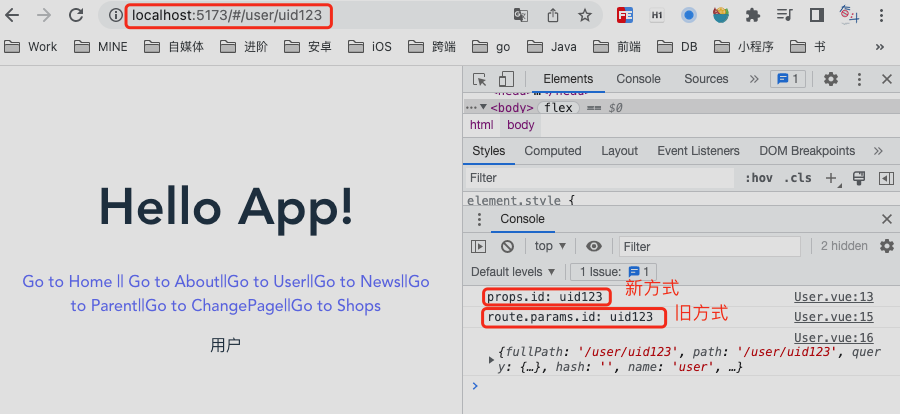 localhost:5173/#/user/uid123
FE
H1
奋斗
Work MINE 自媒体 进阶 安卓 iOS 跨端 go Java 前端 DB 小程序 书 »
Elements Console Sources » 1
<body> flex == $0
html body
Styles Computed Layout Event Listeners DOM Breakpoints »
Filter :hov .cls +
element.style {
Console
top ▼ Filter 2 hidden
Default levels ▼ 1 Issue: 1
props.id: uid123 新方式 User.vue:13
route.params.id: uid123 旧方式 User.vue:15
User.vue:16
{fullPath: '/user/uid123', path: '/user/uid123', quer
y: {…}, hash: '', name: 'user', …}
Hello App!
Go to Home || Go to About||Go to User||Go to News||Go
to Parent||Go to ChangePage||Go to Shops
用户